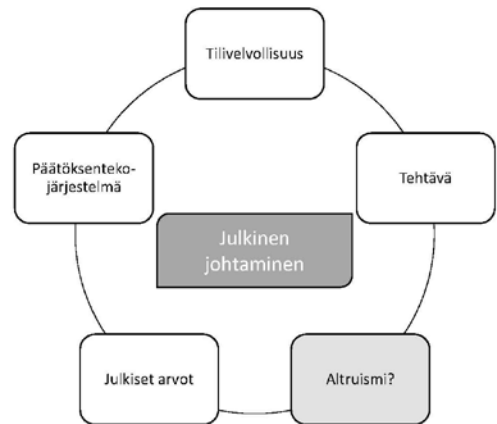 Tilivelvollisuus
Päätöksenteko-
järjestelmä
Tehtävä
Julkinen
johtaminen
Julkiset arvot
Altruismi?